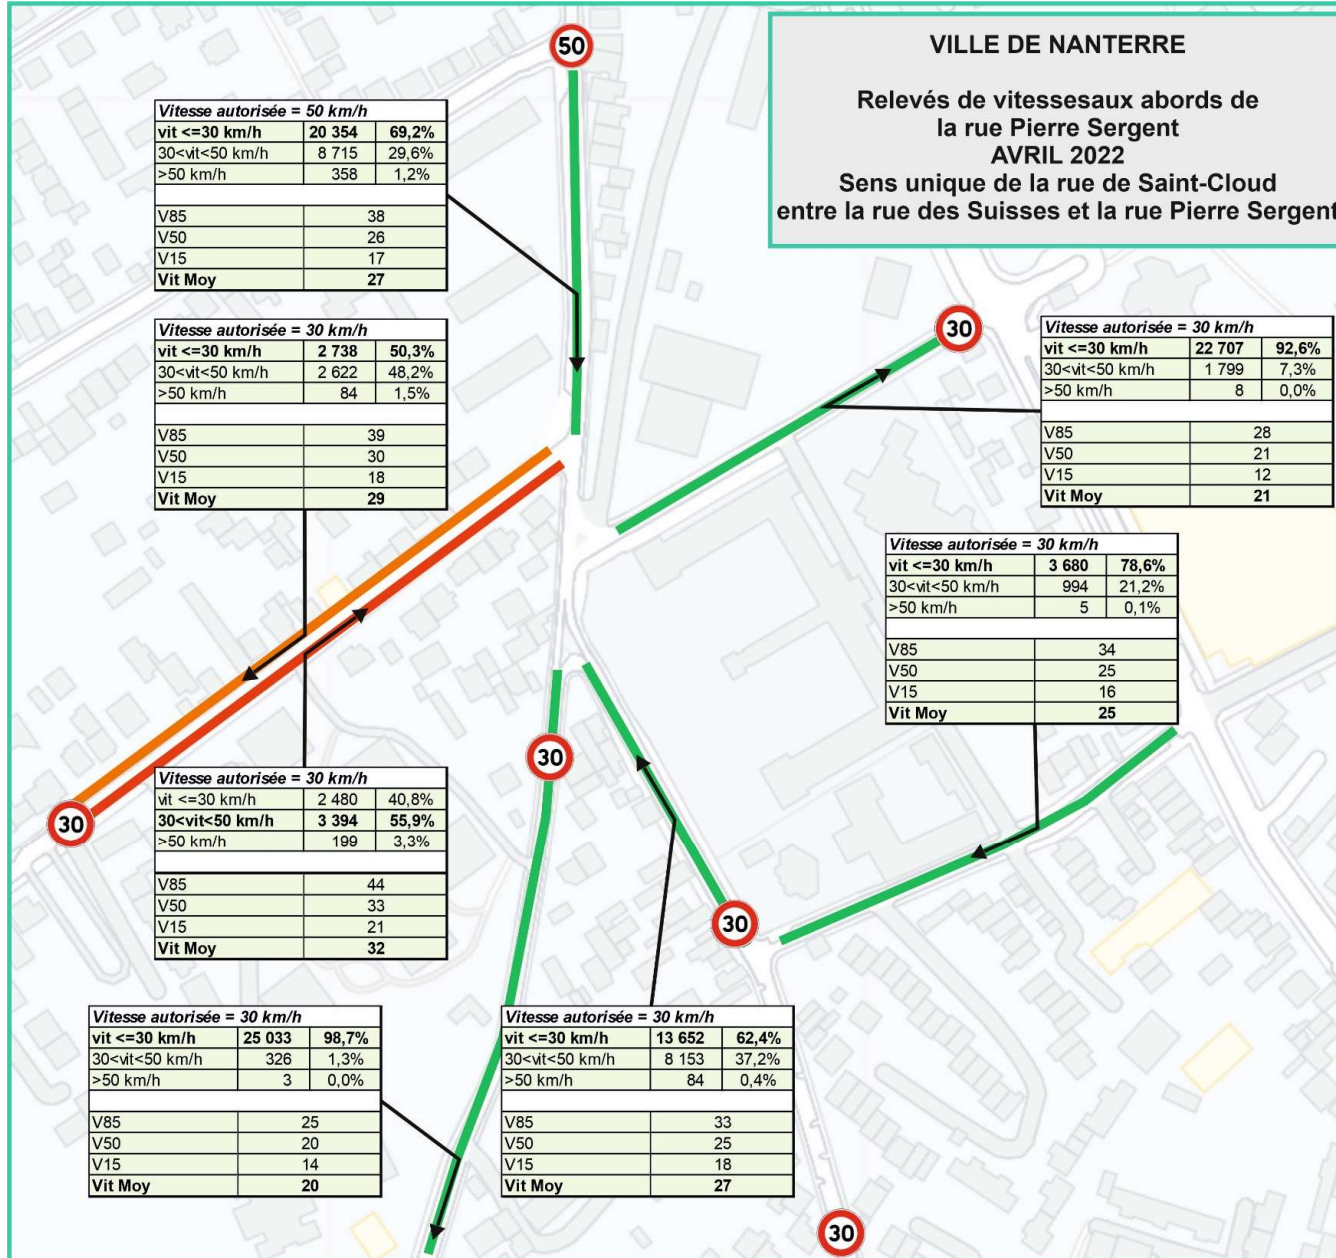 VILLE DE NANTERRE
Relevés de vitessesaux abords de
la rue Pierre Sergent
AVRIL 2022
Sens unique de la rue de Saint-Cloud
entre la rue des Suisses et la rue Pierre Sergent
50
Vitesse autorisée = 50 km/h
vit <=30 km/h 20 354 69,2%
30<vit<50 km/h 8 715 29,6%
>50 km/h 358 1,2%
V85 38
V50 26
V15 17
Vit Moy 27
Vitesse autorisée = 30 km/h
vit <=30 km/h 2 738 50,3%
30<vit<50 km/h 2 622 48,2%
>50 km/h 84 1,5%
V85 39
V50 30
V15 18
Vit Moy 29
30
Vitesse autorisée = 30 km/h
vit <=30 km/h 22 707 92,6%
30<vit<50 km/h 1 799 7,3%
>50 km/h 8 0,0%
V85 28
V50 21
V15 12
Vit Moy 21
Vitesse autorisée = 30 km/h
vit <=30 km/h 3 680 78,6%
30<vit<50 km/h 994 21,2%
>50 km/h 5 0,1%
V85 34
V50 25
V15 16
Vit Moy 25
30
30
Vitesse autorisée = 30 km/h
vit <=30 km/h 2 480 40,8%
30<vit<50 km/h 3 394 55,9%
>50 km/h 199 3,3%
V85 44
V50 33
V15 21
Vit Moy 32
30
Vitesse autorisée = 30 km/h
vit <=30 km/h 25 033 98,7%
30<vit<50 km/h 326 1,3%
>50 km/h 3 0,0%
V85 25
V50 20
V15 14
Vit Moy 20
Vitesse autorisée = 30 km/h
vit <=30 km/h 13 652 62,4%
30<vit<50 km/h 8 153 37,2%
>50 km/h 84 0,4%
V85 33
V50 25
V15 18
Vit Moy 27
30